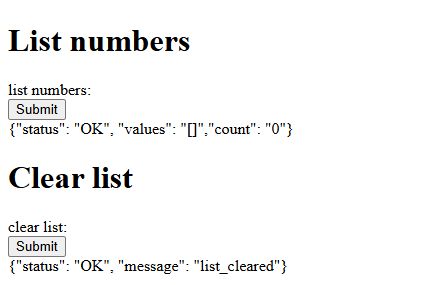 List numbers
list numbers:
Submit
{"status": "OK", "values": "[]","count": "0"}
Clear list
clear list:
Submit
{"status": "OK", "message": "list_cleared"}